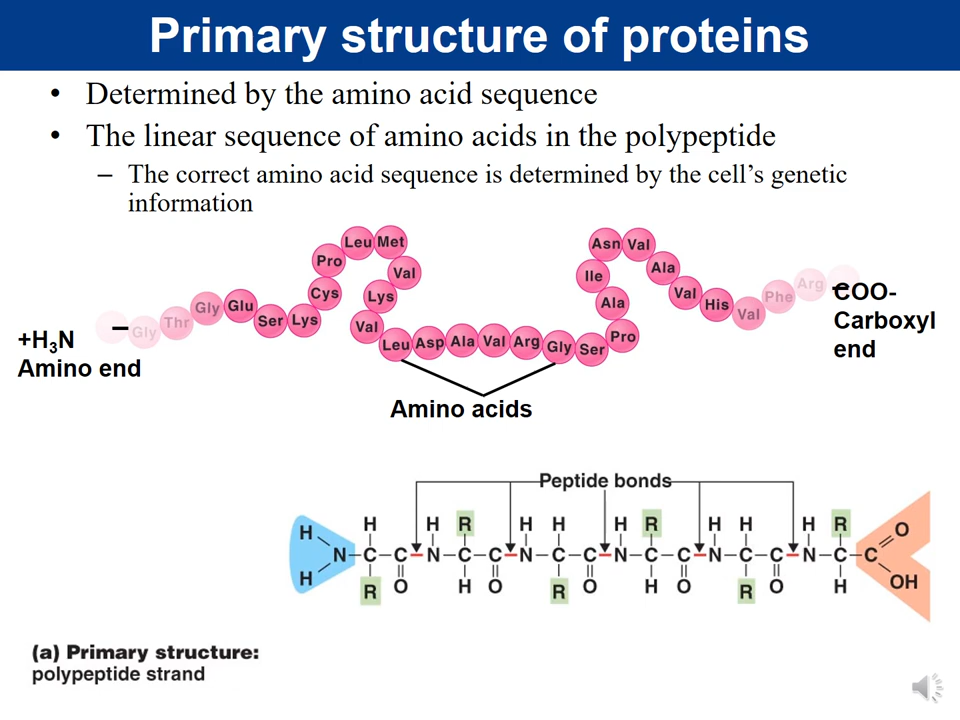 Primary structure of proteins
• Determined by the amino acid sequence
• The linear sequence of amino acids in the polypeptide
– The correct amino acid sequence is determined by the cell’s genetic
information
+H₃N
Amino end
Gly Thr Gly Glu Ser Lys Cys Pro Leu Met Val Lys Val Leu Asp Ala Val Arg Gly Ser Pro Ala Ile Asn Val Ala Val His Val Phe Arg
COO-
Carboxyl
end
Amino acids
Peptide bonds
H H H R H H H R H H H R O
H N–C–C–N–C–C–N–C–C–N–C–C–N–C–C–N–C–C
H R O H O R O H O R O H OH
(a) Primary structure:
polypeptide strand